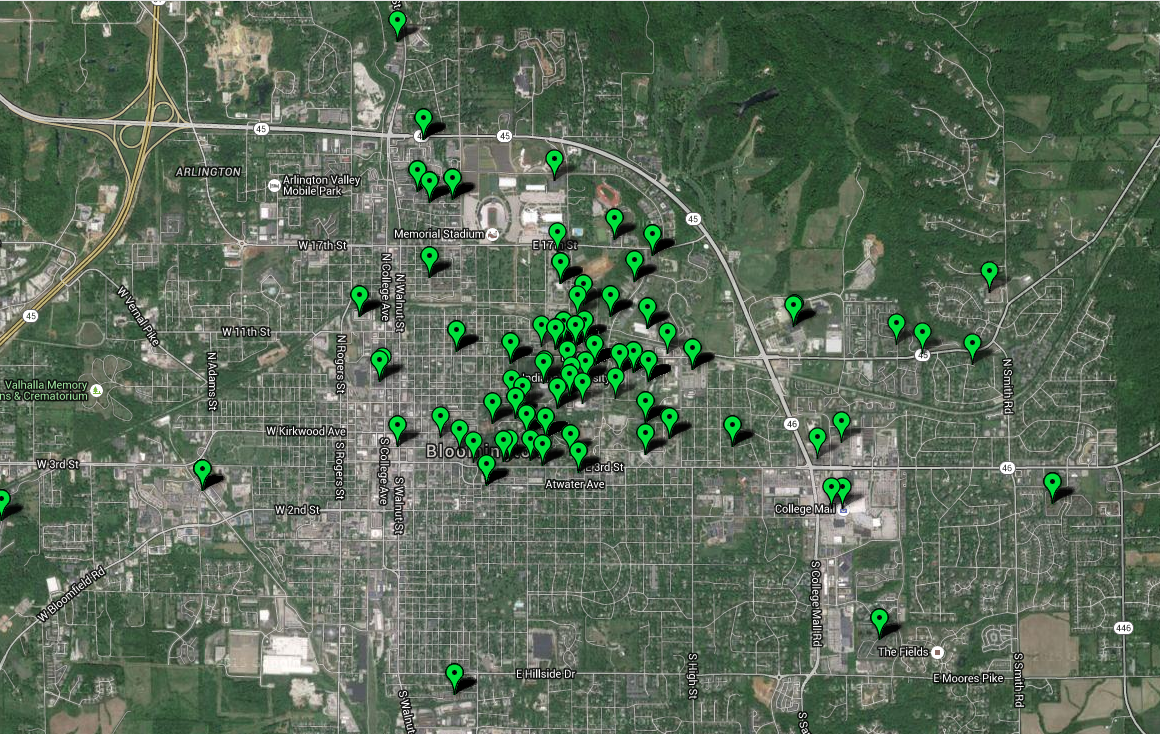 45
45
ARLINGTON
Arlington Valley
Mobile Park
45
Memorial Stadium
W 17th St
E 17th St
N College Ave
N Walnut St
W Vernal Pike
45
W 11th St
N Rogers St
N Adams St
45
Valhalla Memory
ns & Crematorium
N Smith Rd
W Kirkwood Ave
46
S Rogers St
S College Ave
W 3rd St
E 3rd St
46
Atwater Ave
S Walnut St
W 2nd St
College Mall
W Bloomfield Rd
S College Mall Rd
446
The Fields
E Hillside Dr
S High St
E Moores Pike
S Smith Rd
S Walnut